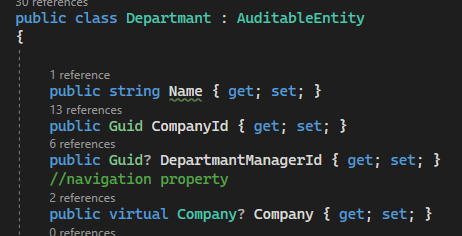 30 references
public class Departmant : AuditableEntity
{
1 reference
public string Name { get; set; }
13 references
public Guid CompanyId { get; set; }
6 references
public Guid? DepartmantManagerId { get; set; }
//navigation property
2 references
public virtual Company? Company { get; set; }
0 references